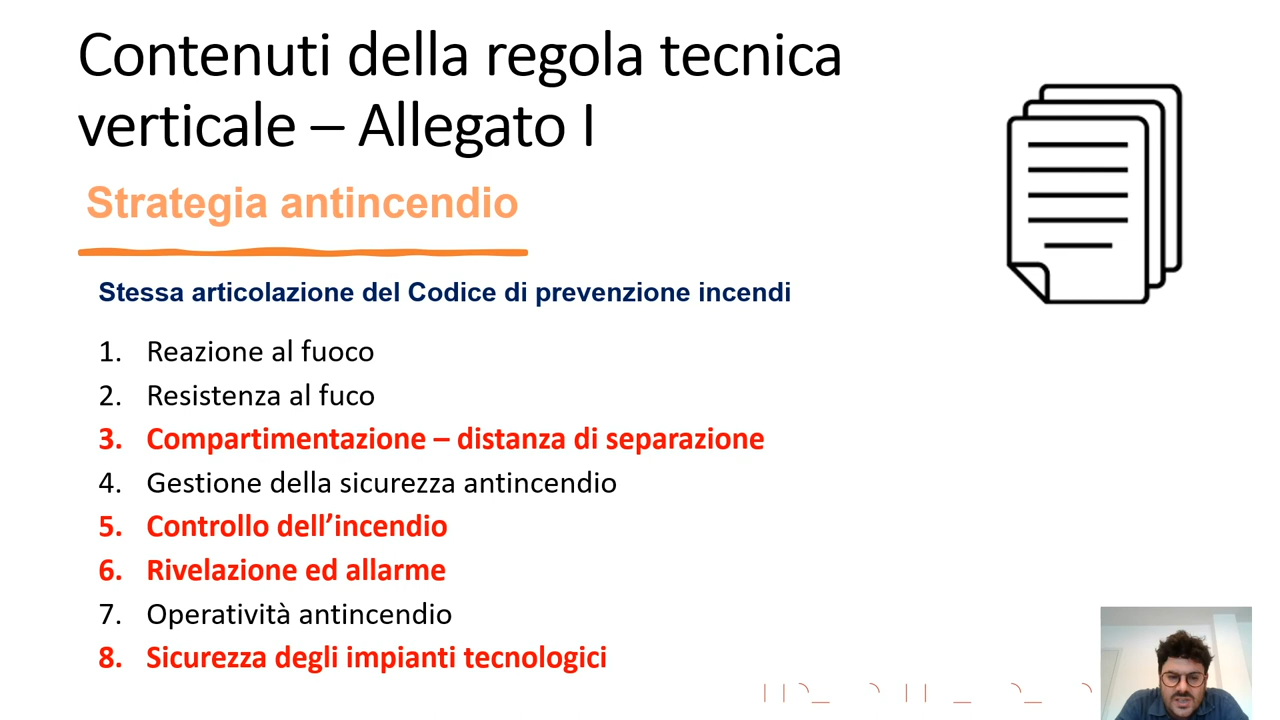 Contenuti della regola tecnica
verticale – Allegato I
Strategia antincendio
Stessa articolazione del Codice di prevenzione incendi
1. Reazione al fuoco
2. Resistenza al fuco
3. Compartimentazione – distanza di separazione
4. Gestione della sicurezza antincendio
5. Controllo dell’incendio
6. Rivelazione ed allarme
7. Operatività antincendio
8. Sicurezza degli impianti tecnologici